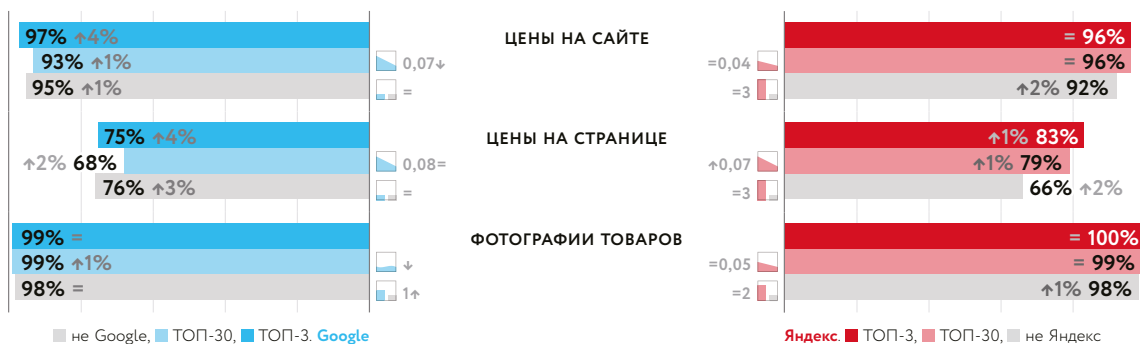 97% ↑4% ЦЕНЫ НА САЙТЕ = 96%
93% ↑1% 0,07↓ =0,04 = 96%
95% ↑1% = =3 ↑2% 92%
75% ↑4% ЦЕНЫ НА СТРАНИЦЕ ↑1% 83%
↑2% 68% 0,08= ↑0,07 ↑1% 79%
76% ↑3% = =3 66% ↑2%
99% = ФОТОГРАФИИ ТОВАРОВ = 100%
99% ↑1% ↓ =0,05 = 99%
98% = 1↑ =2 ↑1% 98%
не Google, ТОП-30, ТОП-3. Google Яндекс. ТОП-3, ТОП-30, не Яндекс